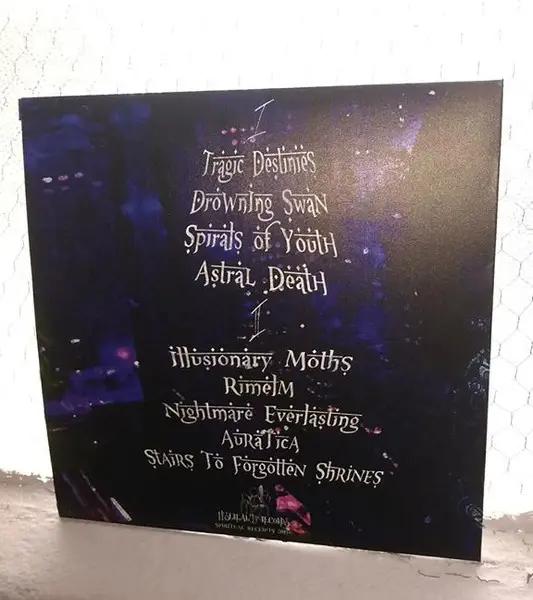 I
Tragic Destinies
Drowning Swan
Spirals of Youth
Astral Death
II
Illusionary Moths
Rimelm
Nightmare Everlasting
Auratica
Stairs To Forgotten Shrines